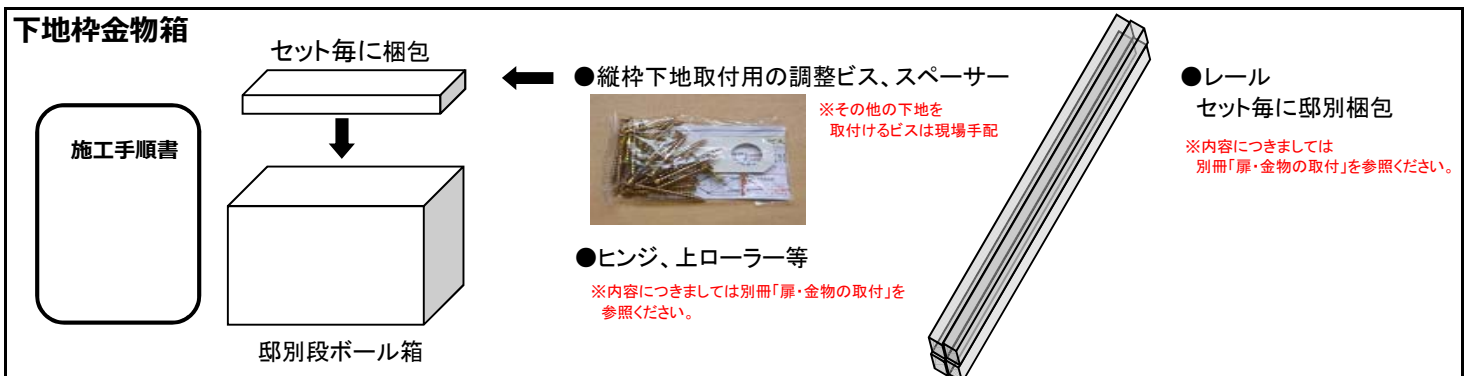 下地枠金物箱
施工手順書
セット毎に梱包
邸別段ボール箱
●縦枠下地取付用の調整ビス、スペーサー
※その他の下地を
取付けるビスは現場手配
●ヒンジ、上ローラー等
※内容につきましては別冊「扉・金物の取付」を
参照ください。
●レール
セット毎に邸別梱包
※内容につきましては
別冊「扉・金物の取付」を参照ください。